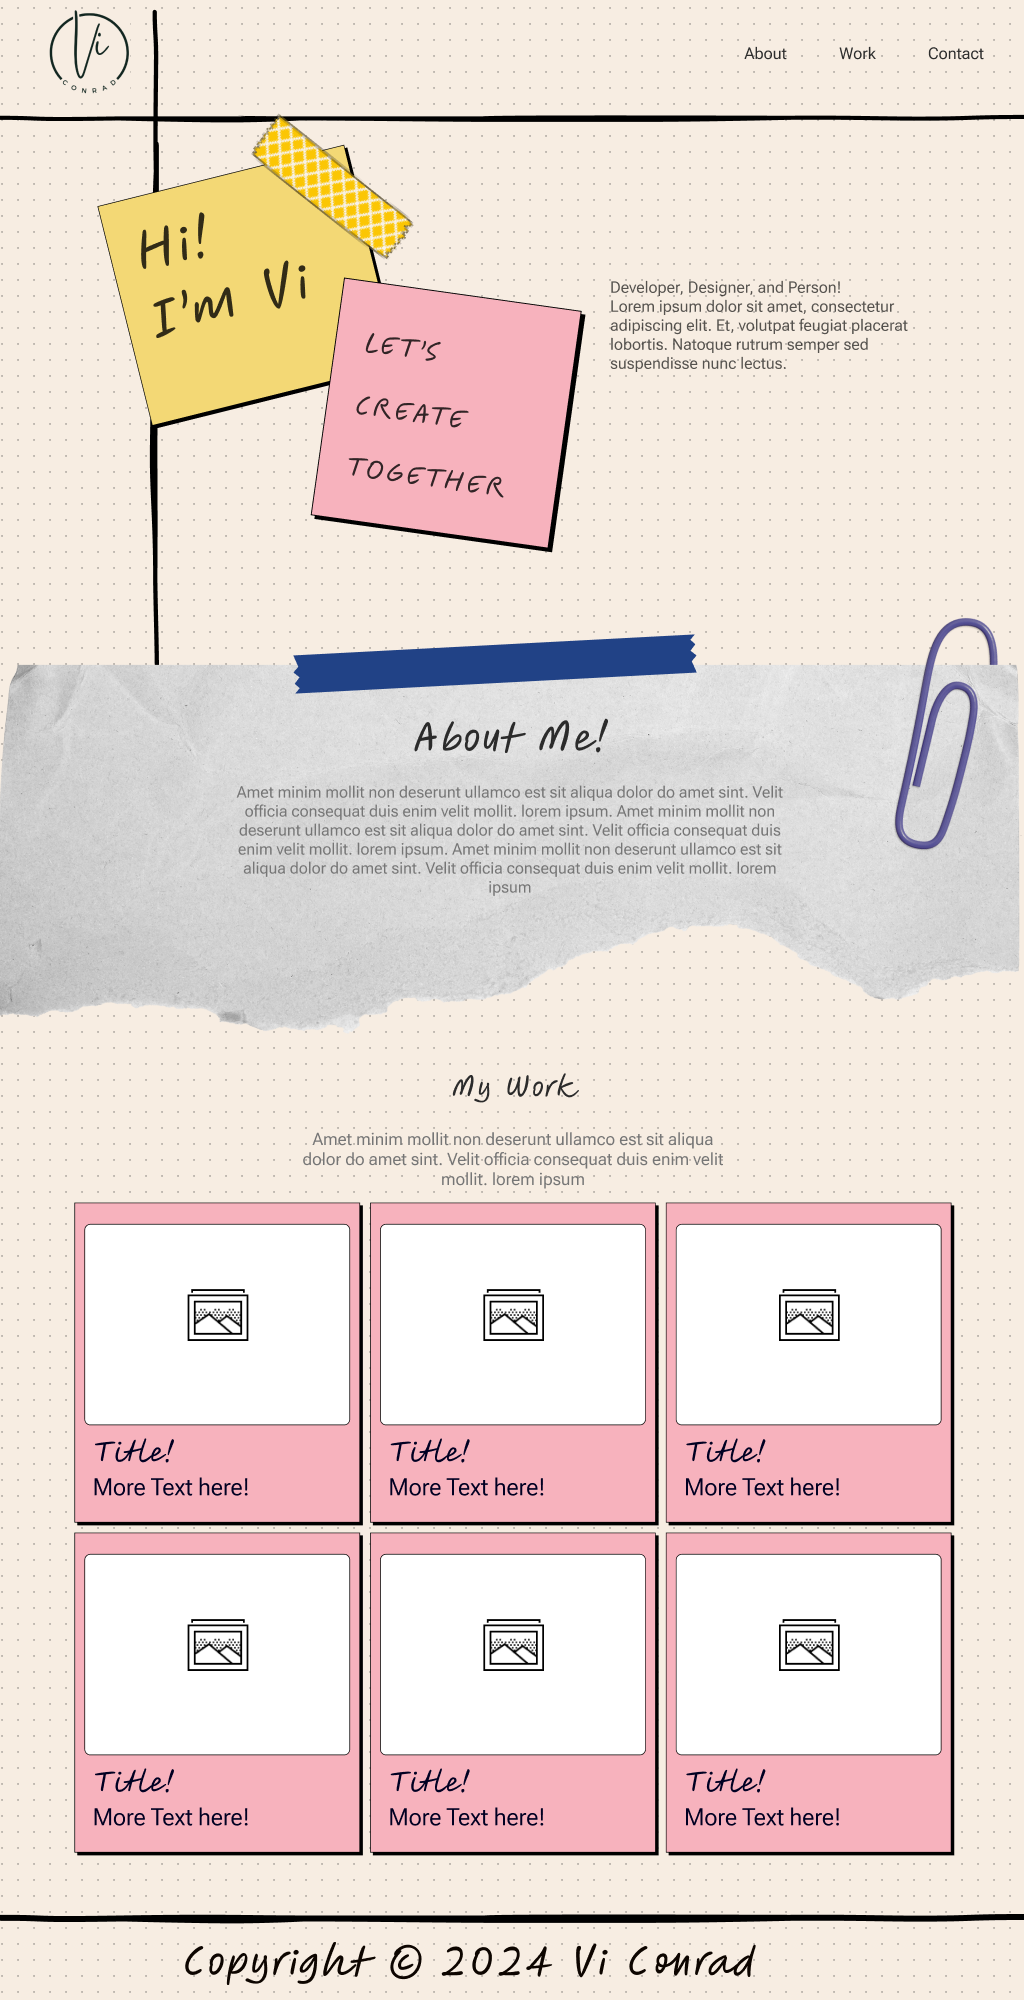 Vi
CONRAD
About Work Contact
Hi!
I'm Vi
LET'S
CREATE
TOGETHER
Developer, Designer, and Person!
Lorem ipsum dolor sit amet, consectetur
adipiscing elit. Et, volutpat feugiat placerat
lobortis. Natoque rutrum semper sed
suspendisse nunc lectus.
About Me!
Amet minim mollit non deserunt ullamco est sit aliqua dolor do amet sint. Velit
officia consequat duis enim velit mollit. lorem ipsum. Amet minim mollit non
deserunt ullamco est sit aliqua dolor do amet sint. Velit officia consequat duis
enim velit mollit. lorem ipsum. Amet minim mollit non deserunt ullamco est sit
aliqua dolor do amet sint. Velit officia consequat duis enim velit mollit. lorem
ipsum
My Work
Amet minim mollit non deserunt ullamco est sit aliqua
dolor do amet sint. Velit officia consequat duis enim velit
mollit. lorem ipsum
Title!
More Text here!
Title!
More Text here!
Title!
More Text here!
Title!
More Text here!
Title!
More Text here!
Title!
More Text here!
Copyright © 2024 Vi Conrad